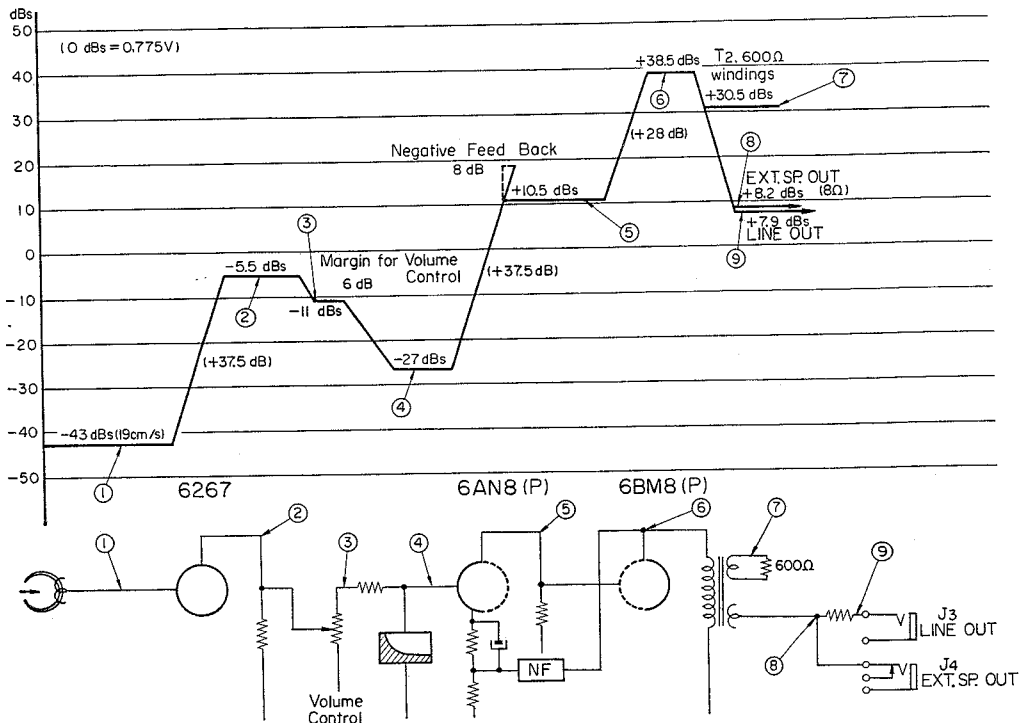 dBs
50
40
30
20
10
0
−10
−20
−30
−40
−50
(0 dBs=0.775V)
+38.5 dBs
T2, 600Ω
windings
⑥
+30.5 dBs
⑦
(+28 dB)
Negative Feed Back
8 dB
+10.5 dBs
⑤
⑧
EXT. SP. OUT
+8.2 dBs (8Ω)
+7.9 dBs
LINE OUT
⑨
③
−5.5 dBs
Margin for Volume
Control
6 dB
−11 dBs
②
(+37.5dB)
(+37.5 dB)
−27 dBs
④
−43 dBs(19cm/s)
①
6267
6AN8 (P)
6BM8 (P)
①
②
③
④
⑤
⑥
⑦
600Ω
⑧
⑨
J3
LINE OUT
J4
EXT. SP. OUT
NF
Volume
Control